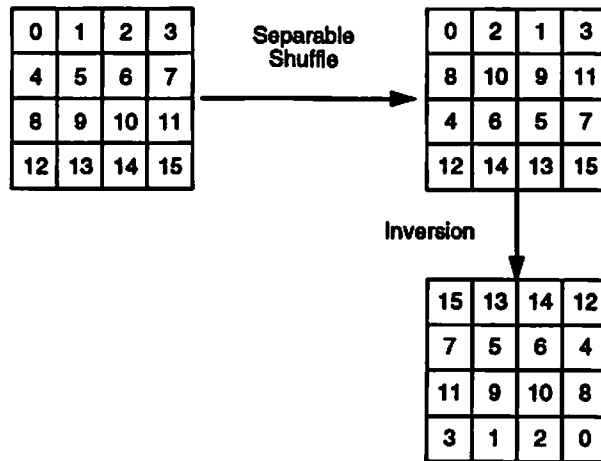 0 1 2 3
4 5 6 7
8 9 10 11
12 13 14 15
Separable
Shuffle
0 2 1 3
8 10 9 11
4 6 5 7
12 14 13 15
Inversion
15 13 14 12
7 5 6 4
11 9 10 8
3 1 2 0